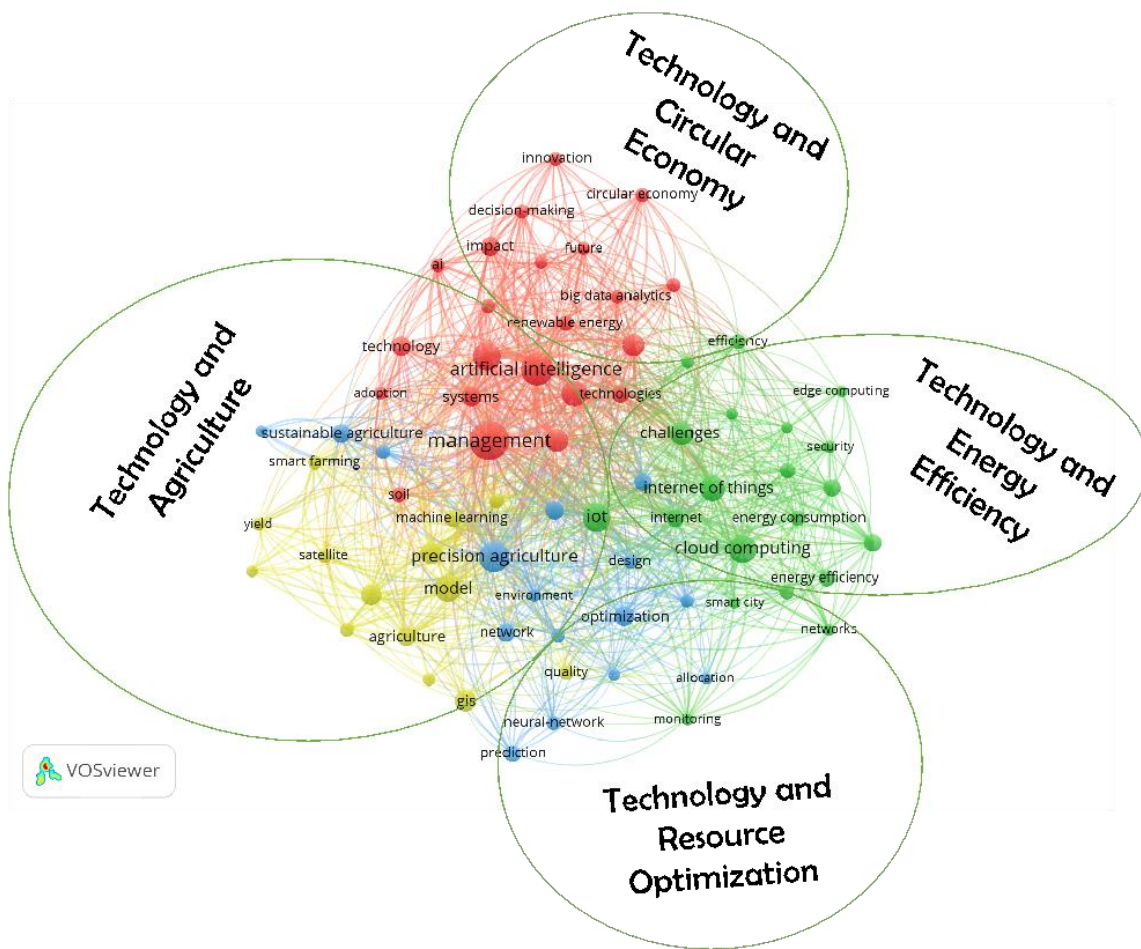 Technology and
Circular
Economy
innovation
circular economy
decision-making
impact
future
ai
big data analytics
renewable energy
technology
efficiency
artificial intelligence
adoption
systems
technologies
edge computing
Technology and
Agriculture
Technology and
Energy
Efficiency
sustainable agriculture
management
challenges
security
smart farming
soil
internet of things
yield
machine learning
iot
internet
energy consumption
satellite
precision agriculture
design
cloud computing
model
environment
energy efficiency
smart city
agriculture
network
optimization
networks
quality
allocation
gis
neural-network
monitoring
prediction
VOSviewer
Technology and
Resource
Optimization